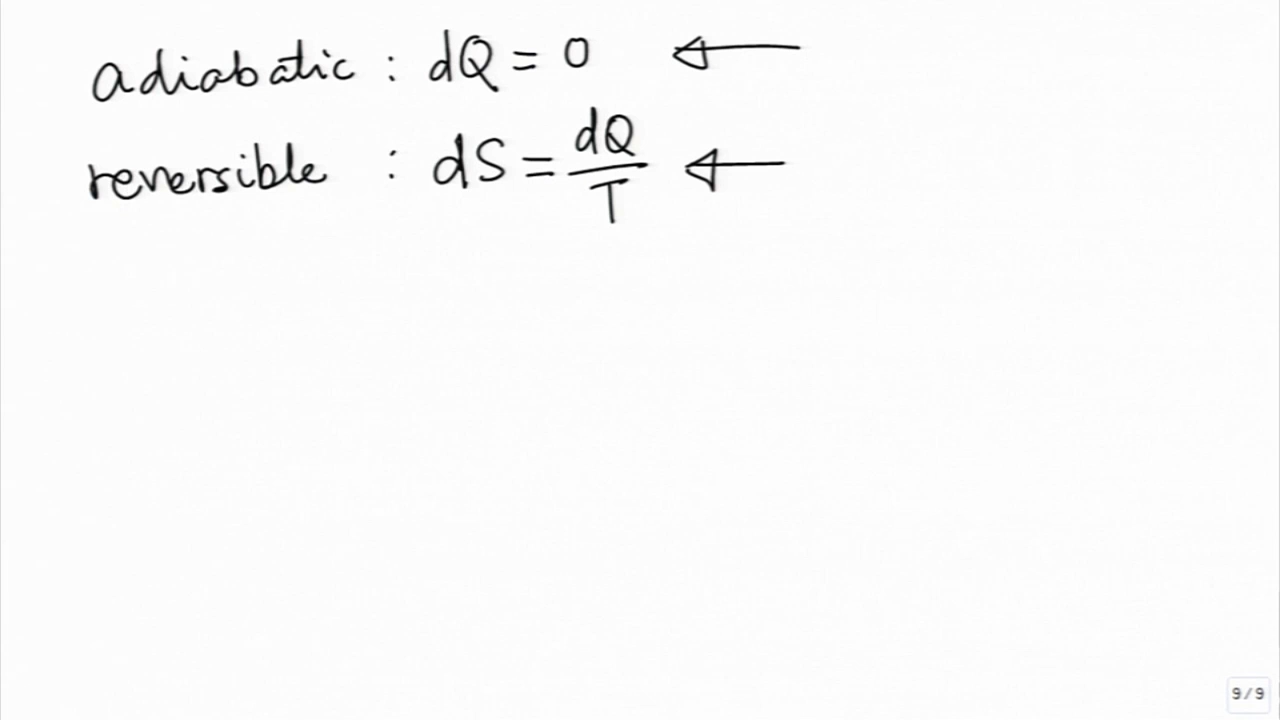 adiabatic : dQ = 0 ←
reversible : dS = dQ/T ←
9/9